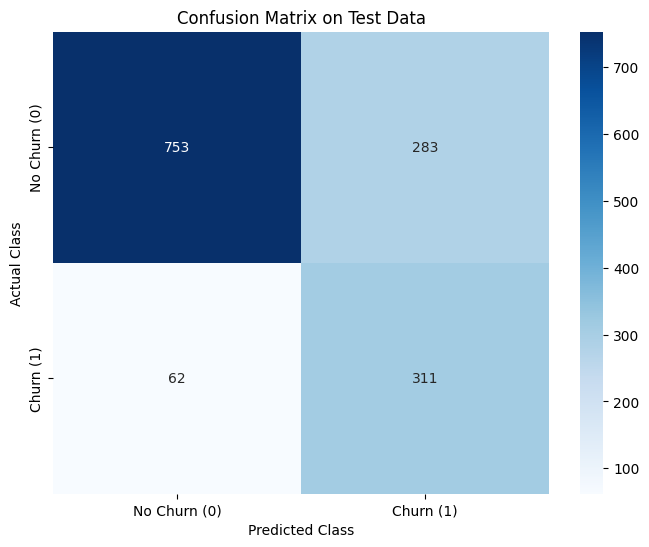 Confusion Matrix on Test Data
No Churn (0)
Churn (1)
Actual Class
753
283
62
311
No Churn (0)
Churn (1)
Predicted Class
700
600
500
400
300
200
100